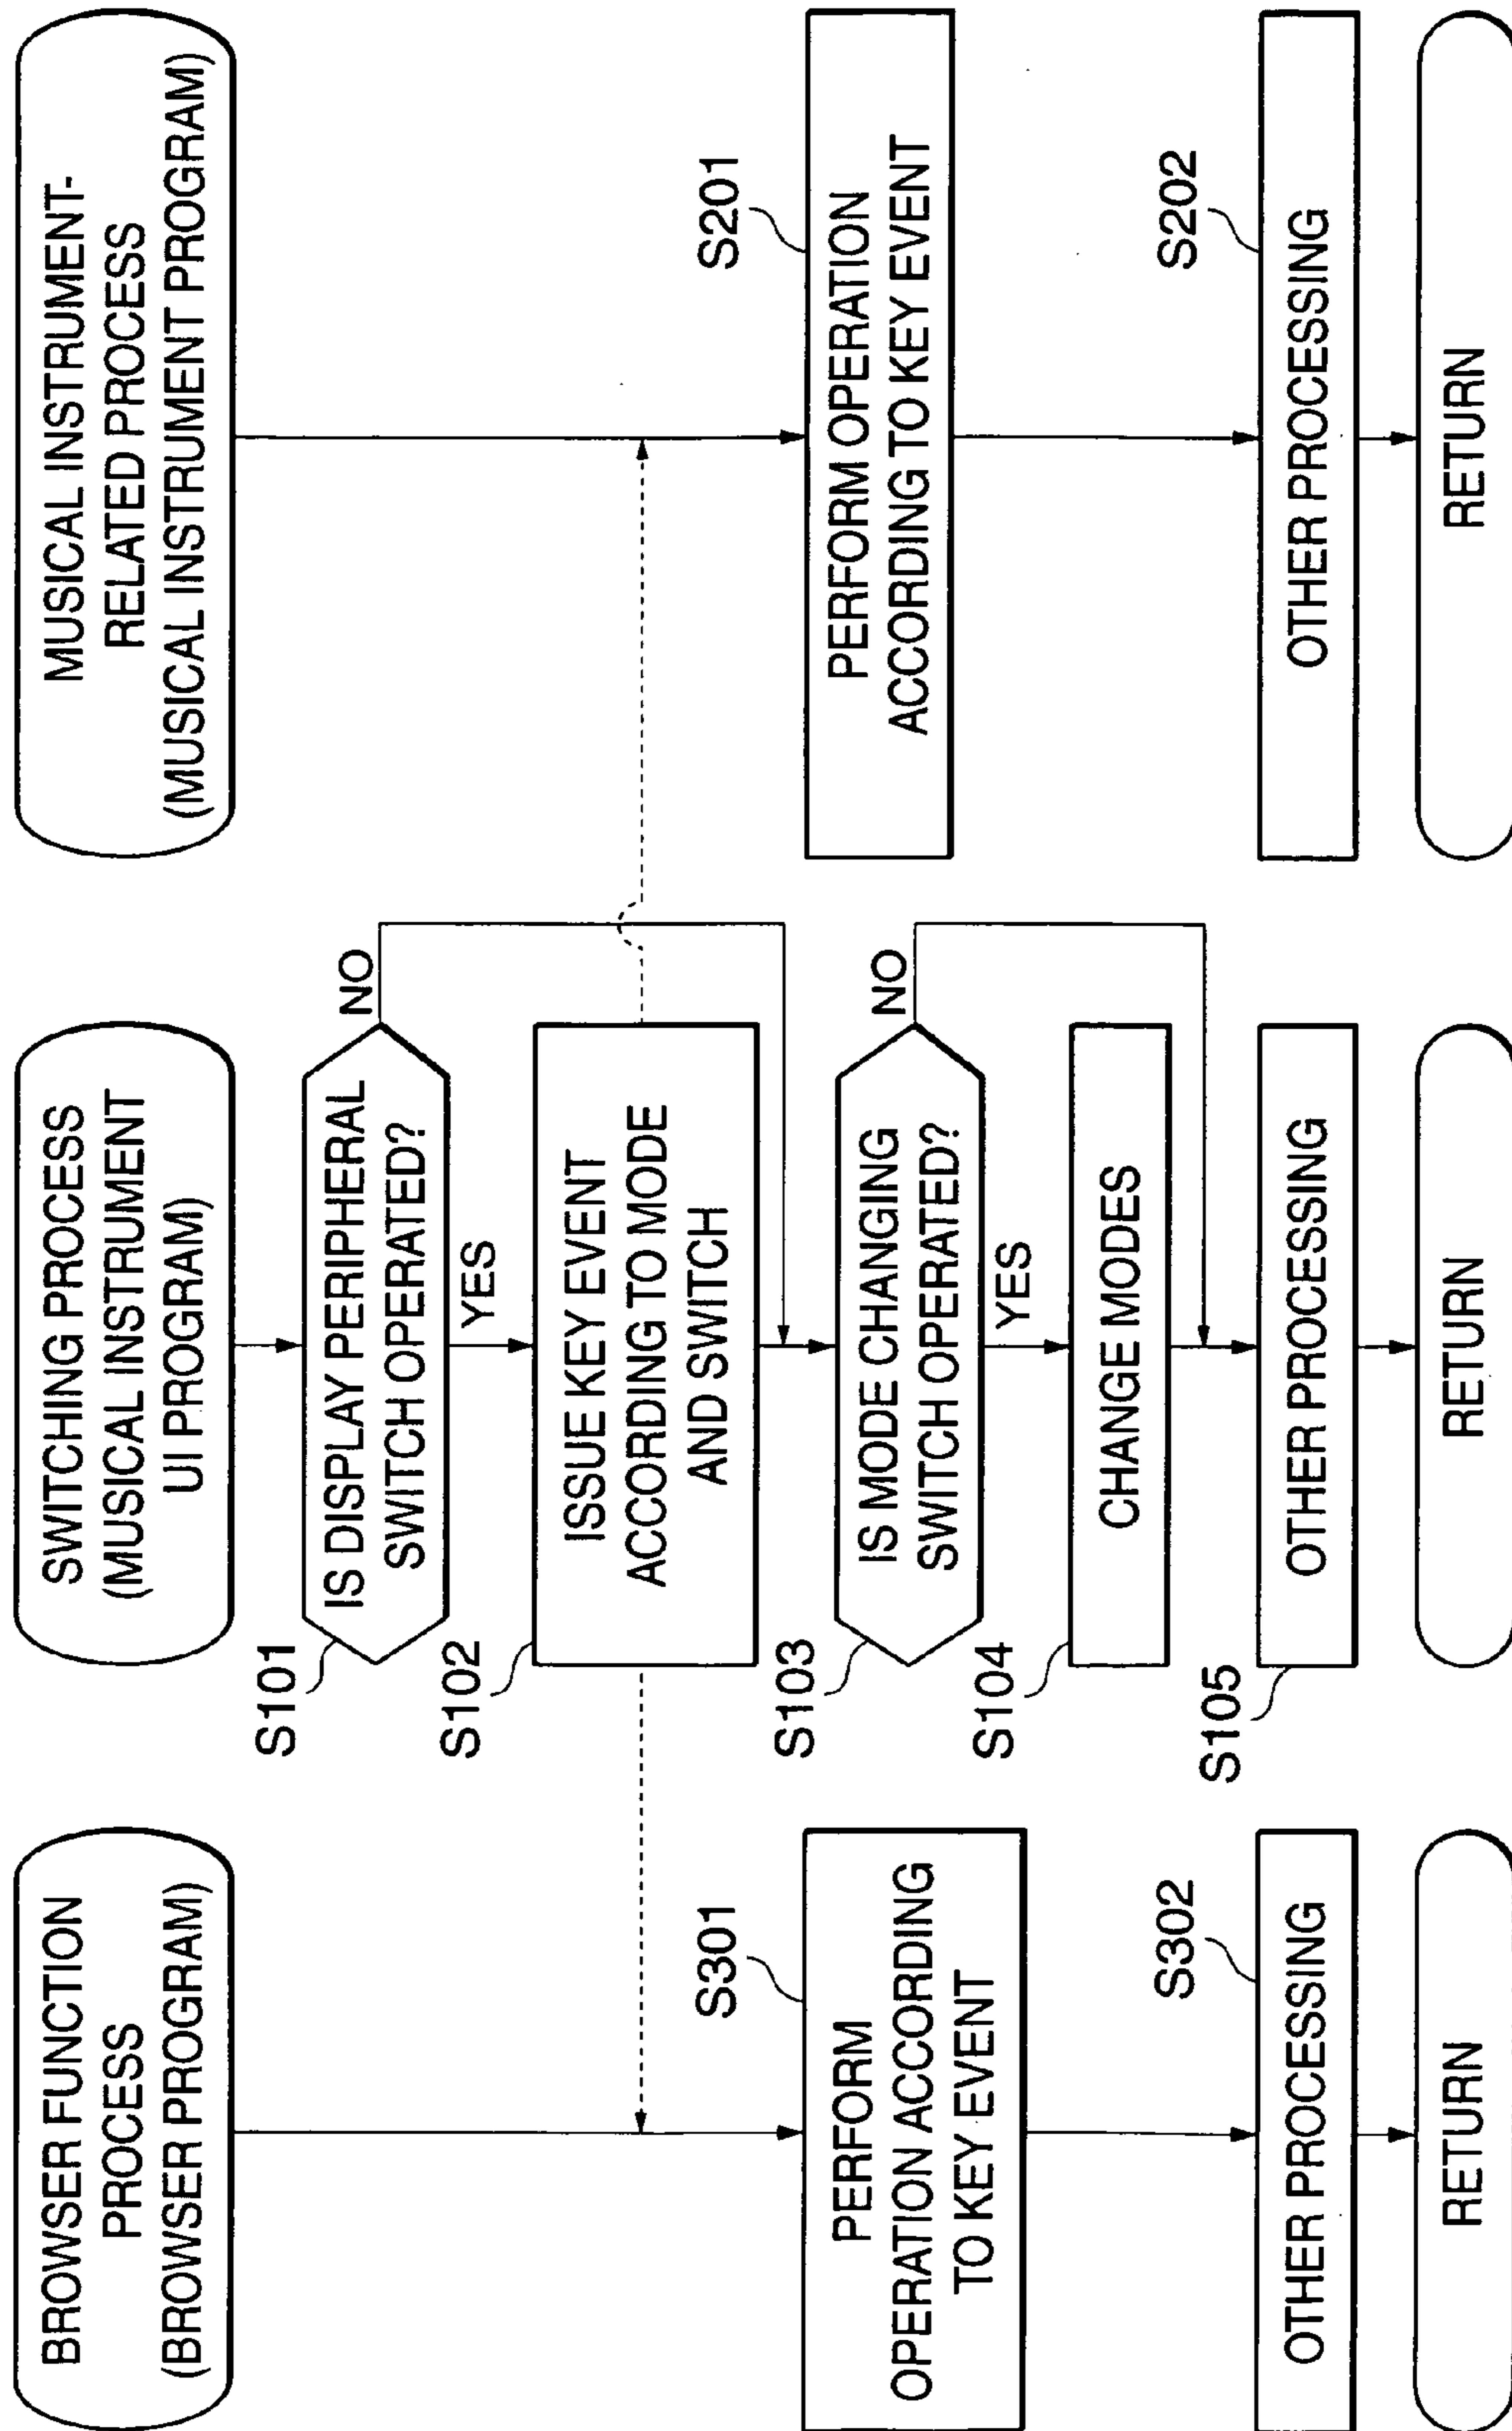 BROWSER FUNCTION
PROCESS
(BROWSER PROGRAM)
S301
PERFORM
OPERATION ACCORDING
TO KEY EVENT
S302
OTHER PROCESSING
RETURN
SWITCHING PROCESS
(MUSICAL INSTRUMENT
UI PROGRAM)
S101
IS DISPLAY PERIPHERAL
SWITCH OPERATED?
NO
YES
S102
ISSUE KEY EVENT
ACCORDING TO MODE
AND SWITCH
S103
IS MODE CHANGING
SWITCH OPERATED?
NO
YES
S104
CHANGE MODES
S105
OTHER PROCESSING
RETURN
MUSICAL INSTRUMENT-
RELATED PROCESS
(MUSICAL INSTRUMENT PROGRAM)
S201
PERFORM OPERATION
ACCORDING TO KEY EVENT
S202
OTHER PROCESSING
RETURN